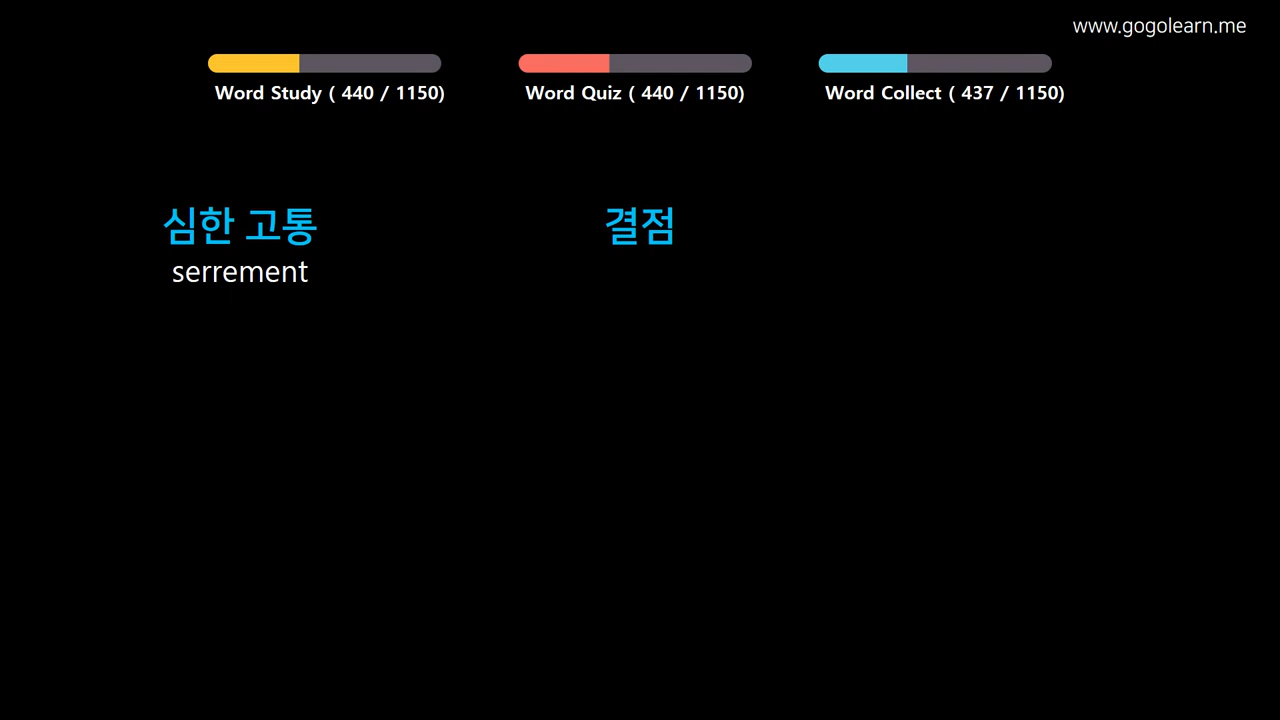 www.gogolearn.me
Word Study ( 440 / 1150)
Word Quiz ( 440 / 1150)
Word Collect ( 437 / 1150)
심한 고통
결점
serrement